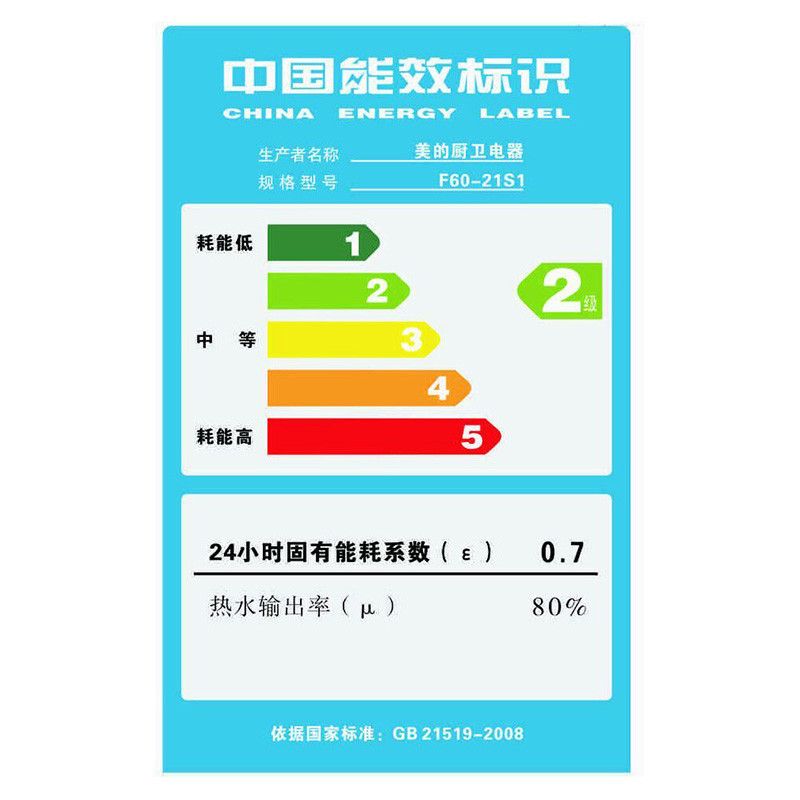 中国能效标识
CHINA ENERGY LABEL
生产者名称 美的厨卫电器
规格型号 F60-21S1
耗能低 1
2
2级
中 等 3
4
耗能高 5
24小时固有能耗系数(ε) 0.7
热水输出率(μ) 80%
依据国家标准：GB 21519-2008